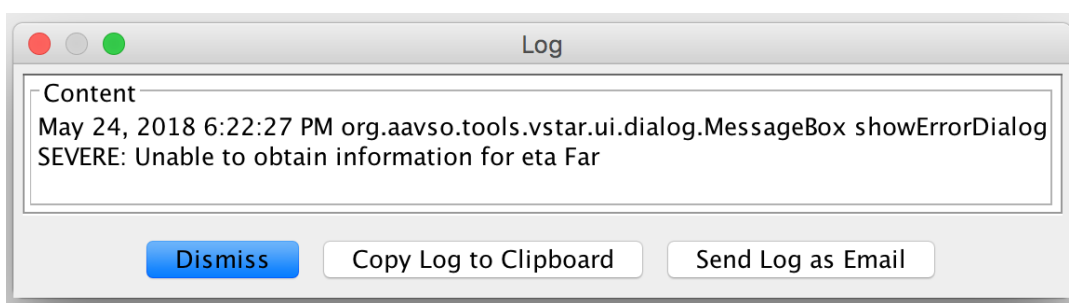 Log
Content
May 24, 2018 6:22:27 PM org.aavso.tools.vstar.ui.dialog.MessageBox showErrorDialog
SEVERE: Unable to obtain information for eta Far
Dismiss
Copy Log to Clipboard
Send Log as Email